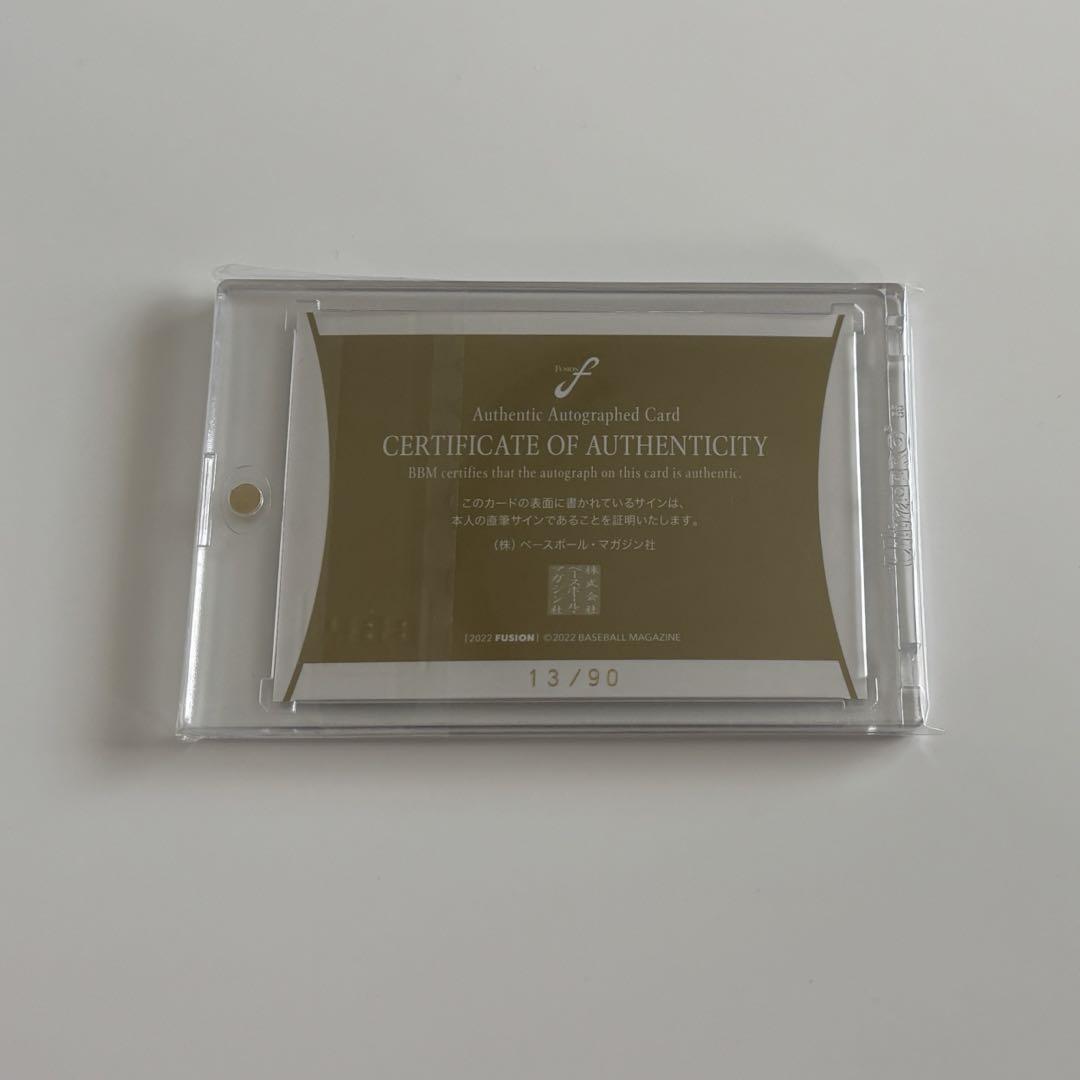 FUSION f
Authentic Autographed Card
CERTIFICATE OF AUTHENTICITY
BBM certifies that the autograph on this card is authentic.
このカードの表面に書かれているサインは、
本人の直筆サインであることを証明いたします。
(株)ベースボール・マガジン社
株式会社
ベースボール・
マガジン社
[2022 FUSION] ©2022 BASEBALL MAGAZINE
13/90